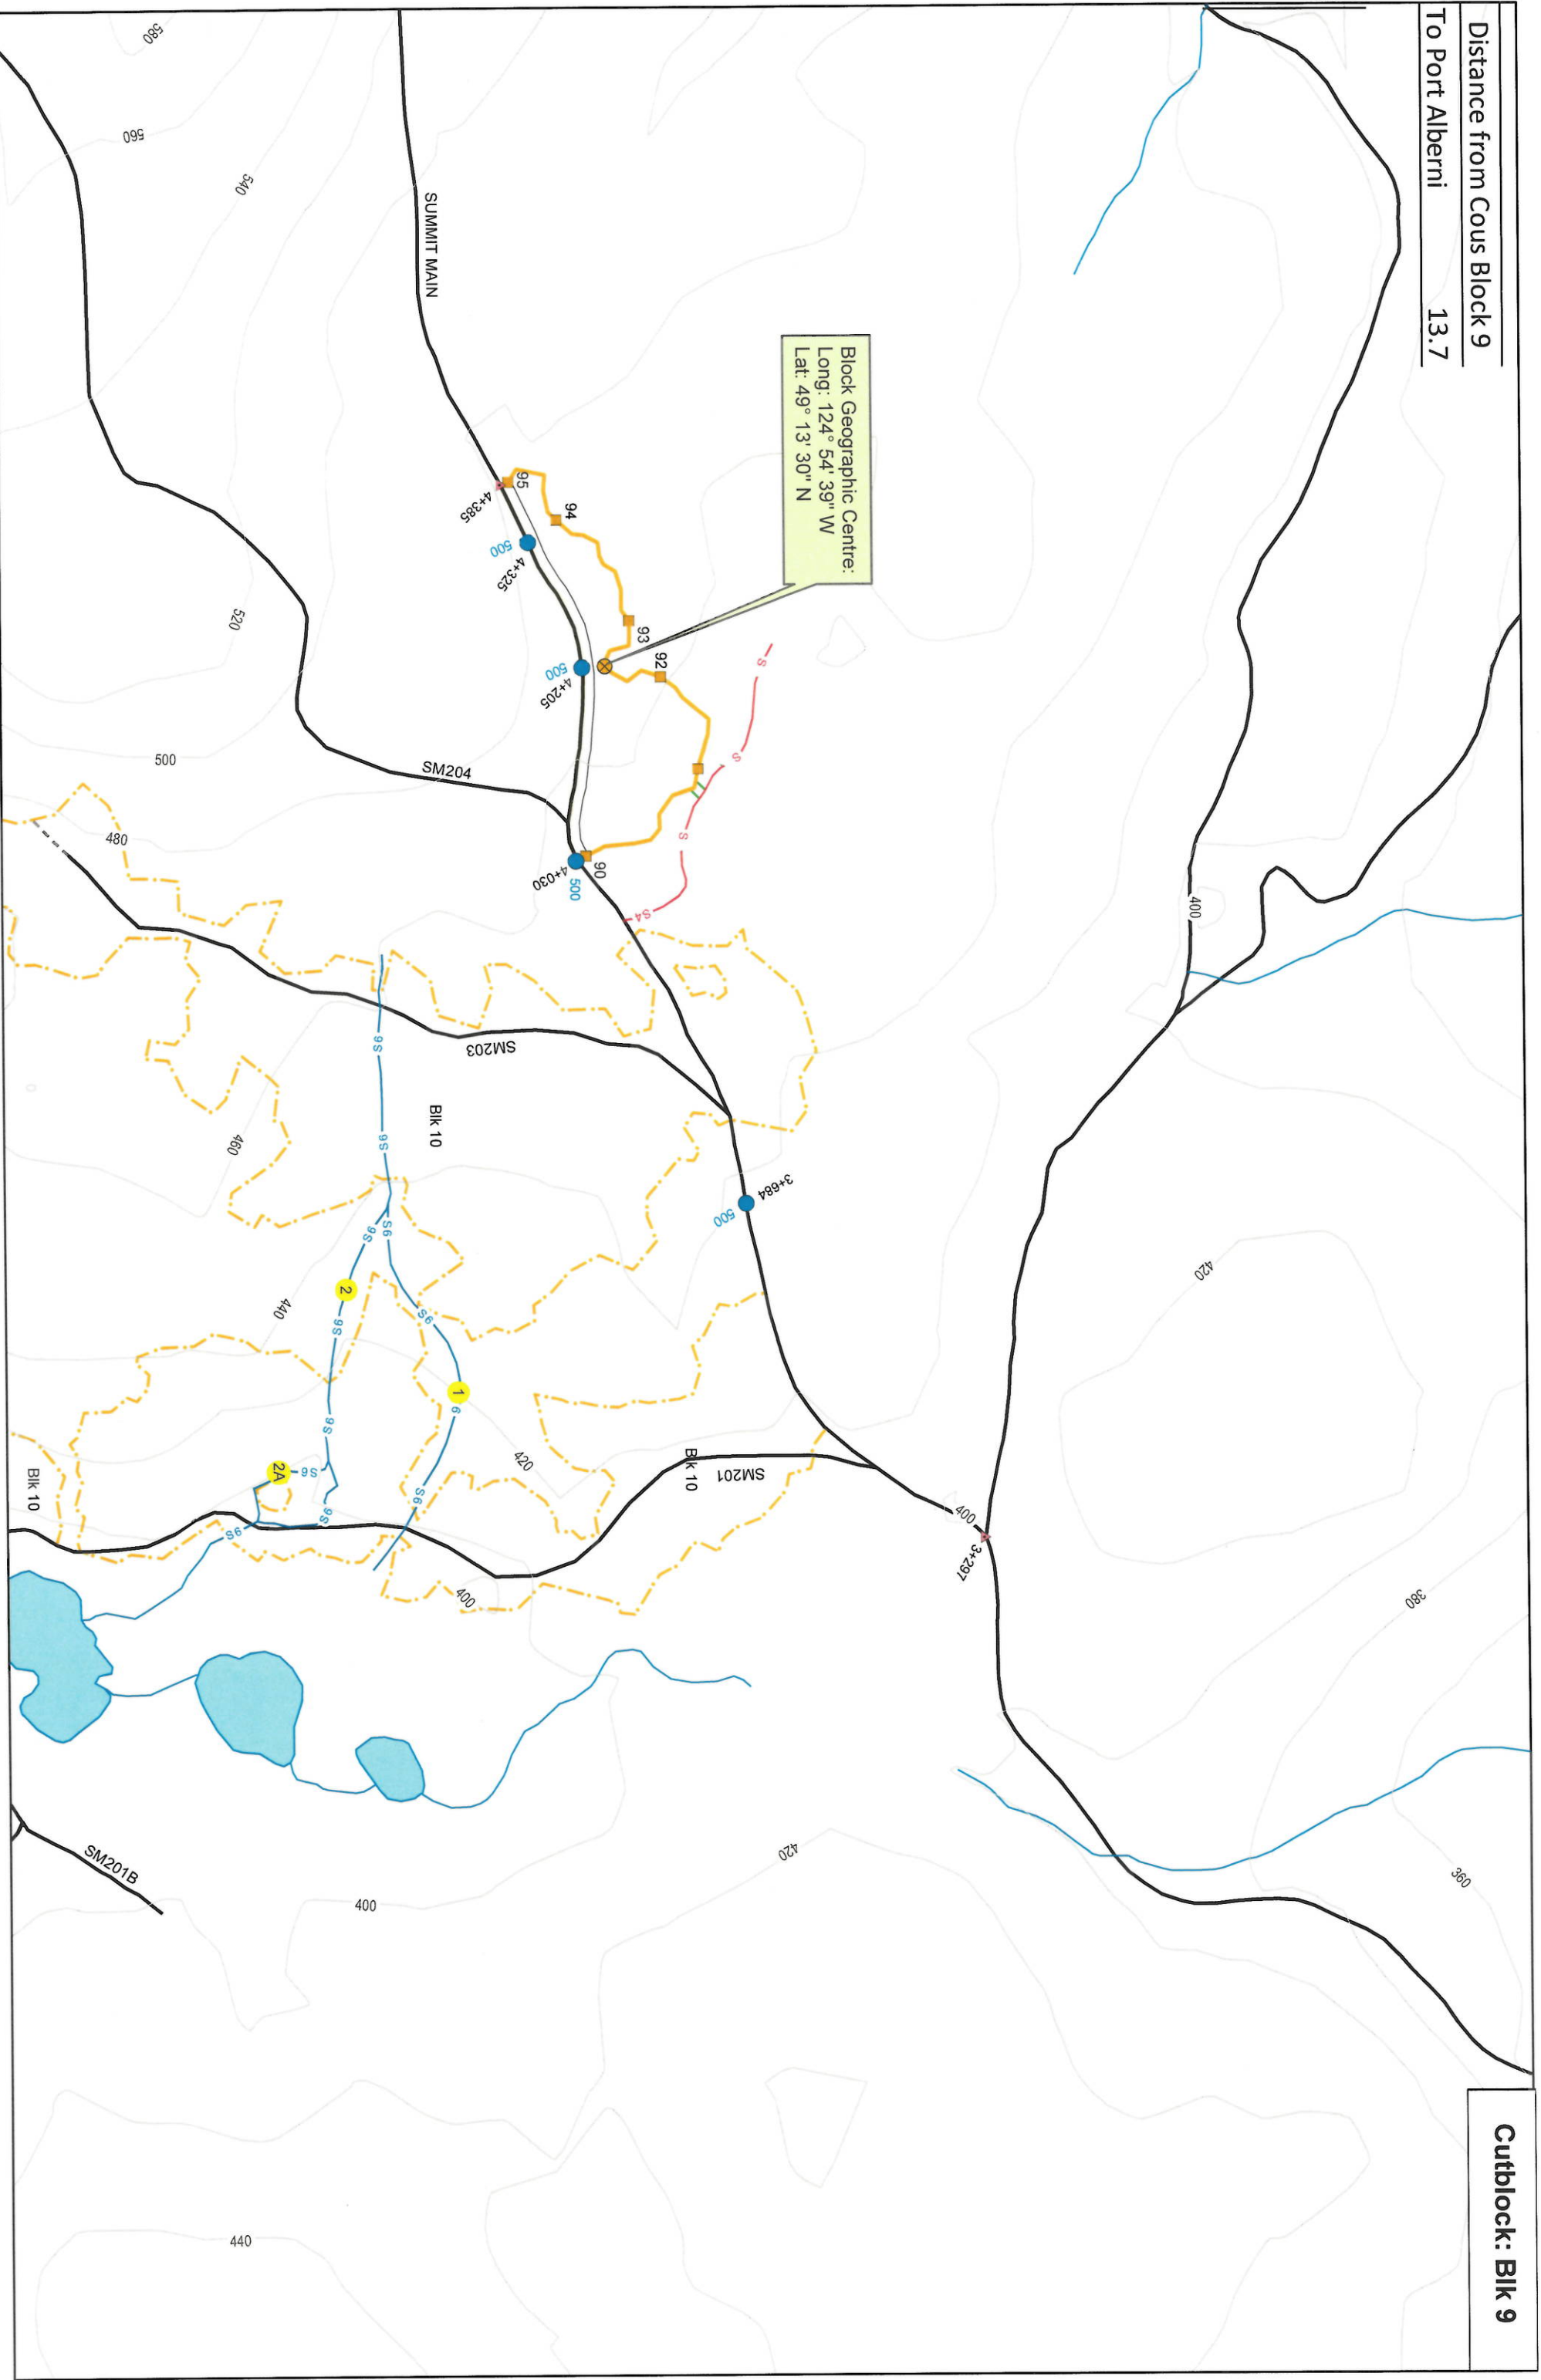 Distance from Cous Block 9
To Port Alberni 13.7
Cutblock: Blk 9
Block Geographic Centre:
Long: 124° 54' 39" W
Lat: 49° 13' 30" N
400
420
380
360
S
S
S
S4
92
93
94
95
90
4+385
500
4+325
500
4+205
4+030
500
3+684
500
400
3+297
SUMMIT MAIN
580
560
540
520
500
480
SM204
SM203
SM201
Blk 10
Blk 10
Blk 10
460
440
420
400
S6
S6
S6
S6
S6
6
S6
S6
S6
S6
S6
S6
1
2
2A
SM201B
400
420
440